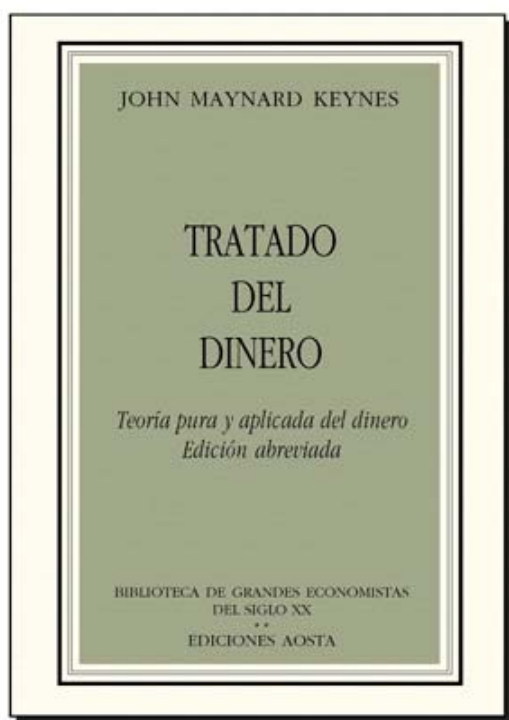 JOHN MAYNARD KEYNES
TRATADO
DEL
DINERO
Teoría pura y aplicada del dinero
Edición abreviada
BIBLIOTECA DE GRANDES ECONOMISTAS
DEL SIGLO XX
**
EDICIONES AOSTA